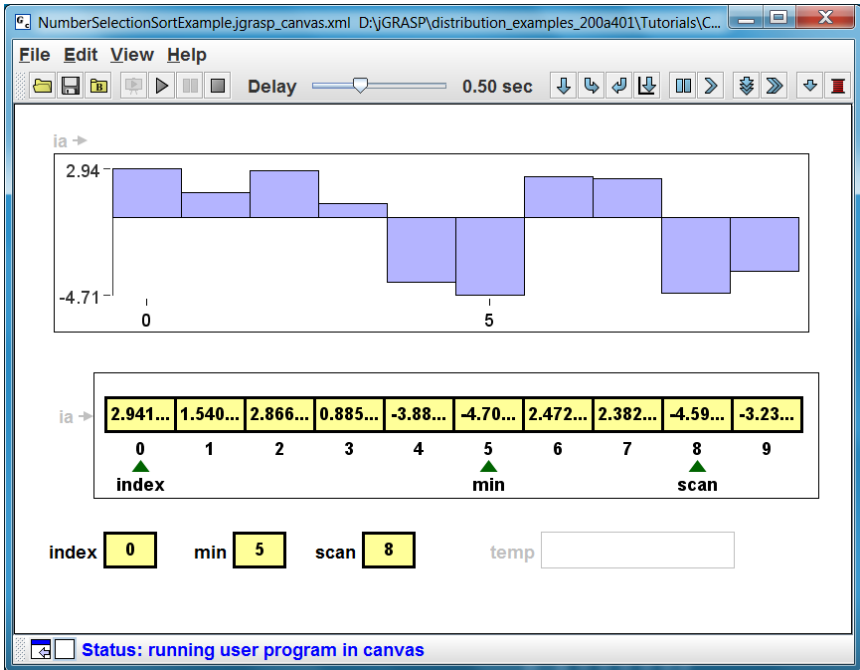 NumberSelectionSortExample.jgrasp_canvas.xml D:\jGRASP\distribution_examples_200a401\Tutorials\C...
File Edit View Help
B Delay 0.50 sec
ia
2.94
-4.71
0 5
ia 2.941... 1.540... 2.866... 0.885... -3.88... -4.70... 2.472... 2.382... -4.59... -3.23...
0 1 2 3 4 5 6 7 8 9
index min scan
index 0 min 5 scan 8 temp
Status: running user program in canvas